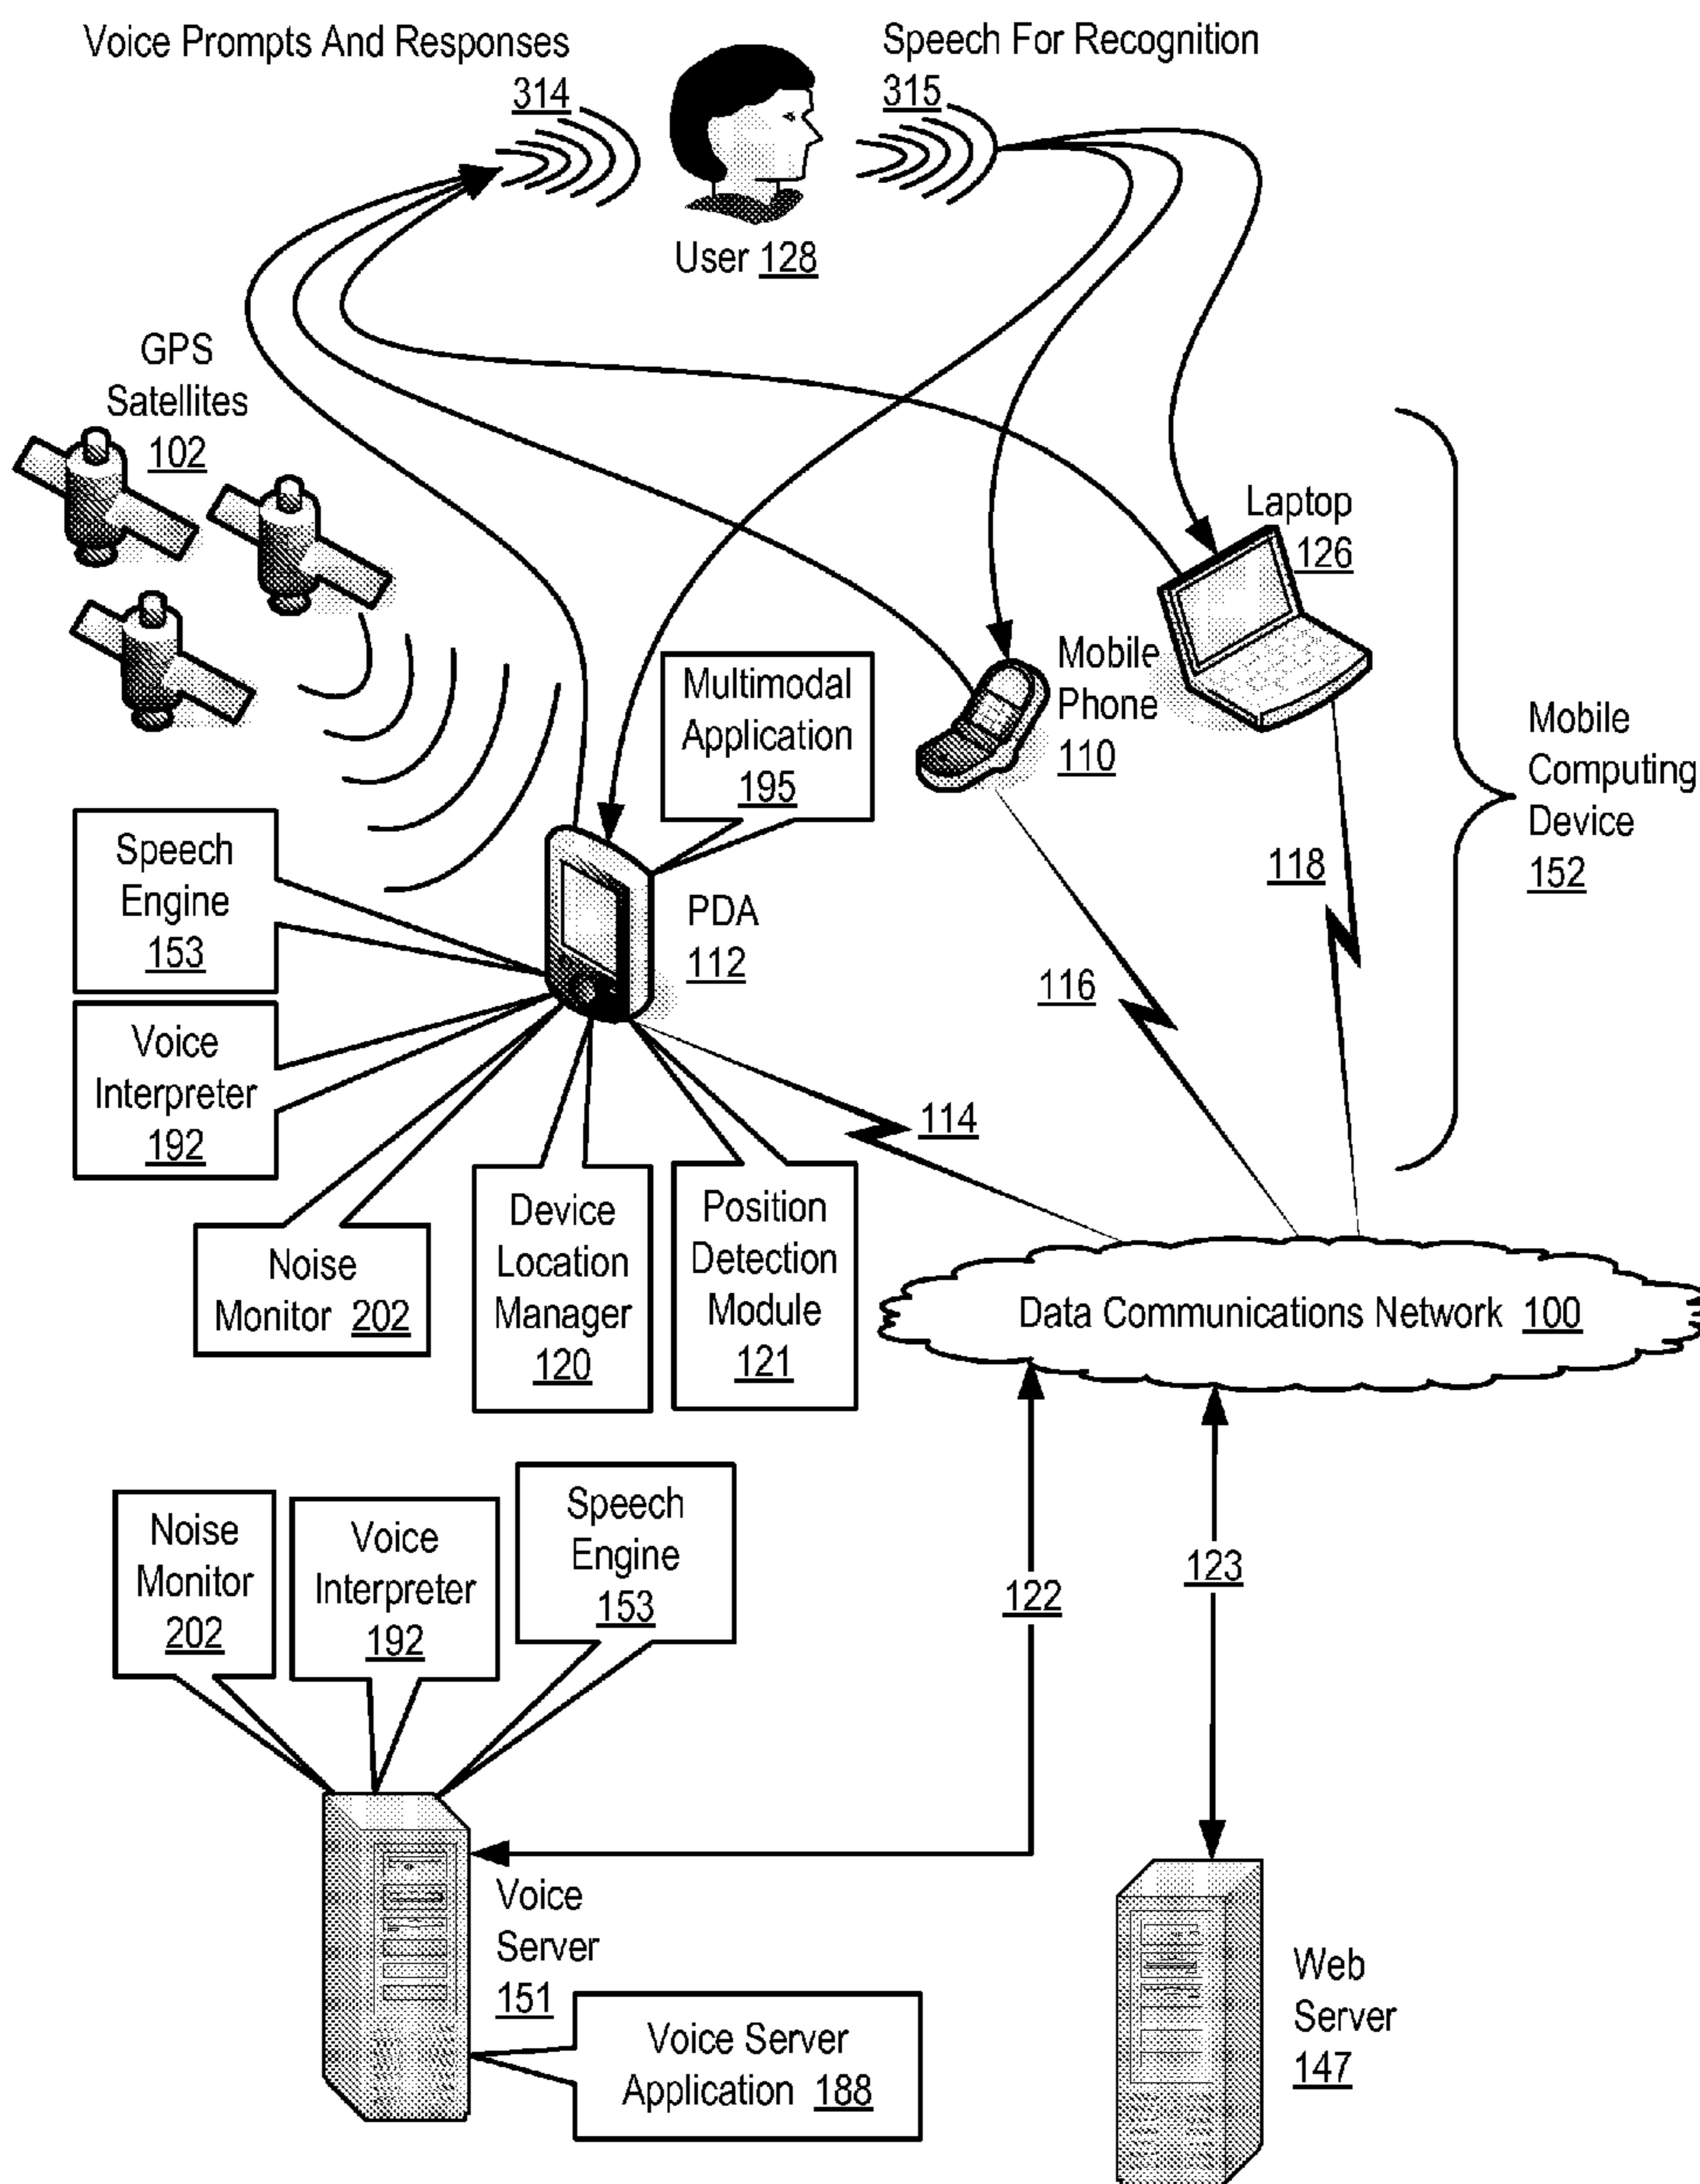 Voice Prompts And Responses
314
Speech For Recognition
315
User 128
GPS
Satellites
102
Laptop
126
Mobile
Phone
110
Multimodal
Application
195
Mobile
Computing
Device
152
Speech
Engine
153
PDA
112
118
116
Voice
Interpreter
192
114
Noise
Monitor 202
Device
Location
Manager
120
Position
Detection
Module
121
Data Communications Network 100
Noise
Monitor
202
Voice
Interpreter
192
Speech
Engine
153
122
123
Voice
Server
151
Voice Server
Application 188
Web
Server
147